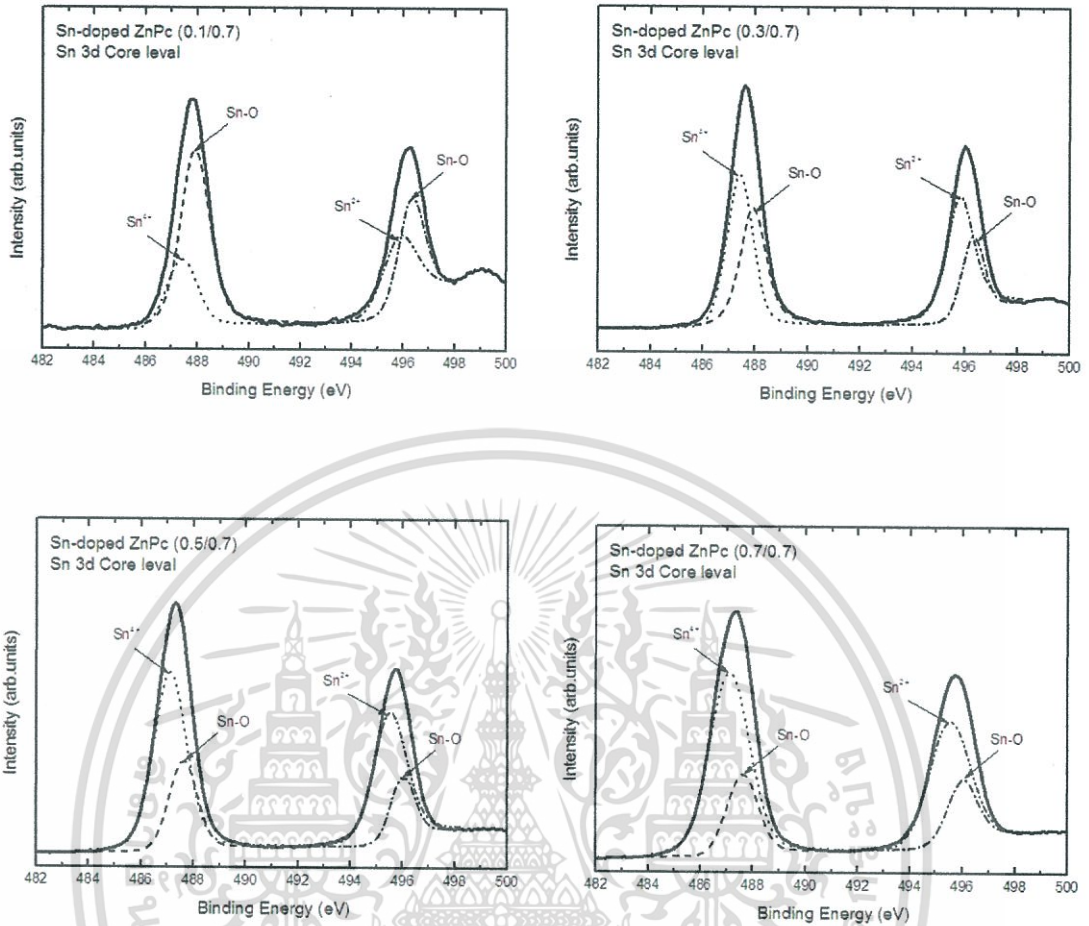 Sn-doped ZnPc (0.1/0.7)
Sn 3d Core leval
Sn-O
Sn-O
Sn²⁺
Intensity (arb.units)
482 484 486 488 490 492 494 496 498 500
Binding Energy (eV)
Sn-doped ZnPc (0.3/0.7)
Sn 3d Core leval
Sn-O
Sn²⁺
Sn-O
Intensity (arb.units)
482 484 486 488 490 492 494 496 498 500
Binding Energy (eV)
Sn-doped ZnPc (0.5/0.7)
Sn 3d Core leval
Sn²⁺
Sn-O
Sn-O
Intensity (arb.units)
482 484 486 488 490 492 494 496 498 500
Binding Energy (eV)
Sn-doped ZnPc (0.7/0.7)
Sn 3d Core leval
Sn²⁺
Sn-O
Sn-O
Intensity (arb.units)
482 484 486 488 490 492 494 496 498 500
Binding Energy (eV)